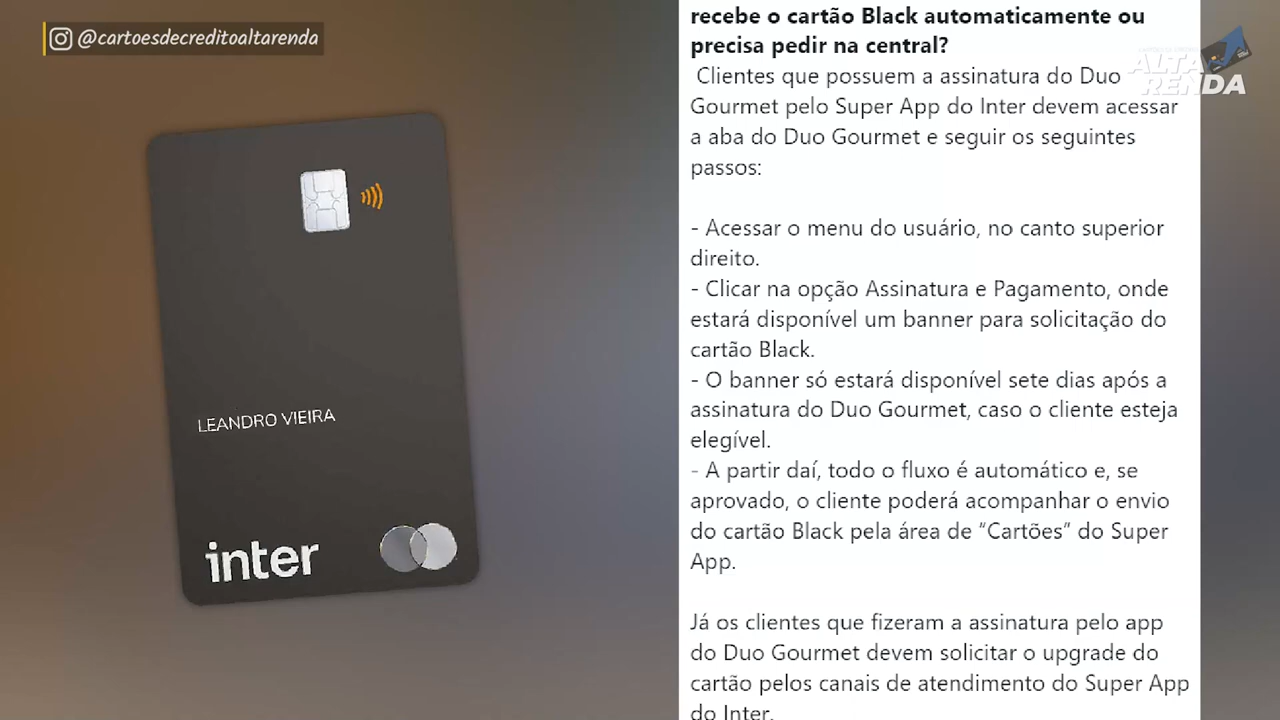 @cartoesdecreditoaltarenda
LEANDRO VIEIRA
inter
recebe o cartão Black automaticamente ou
precisa pedir na central?
Clientes que possuem a assinatura do Duo
Gourmet pelo Super App do Inter devem acessar
a aba do Duo Gourmet e seguir os seguintes
passos:
- Acessar o menu do usuário, no canto superior
direito.
- Clicar na opção Assinatura e Pagamento, onde
estará disponível um banner para solicitação do
cartão Black.
- O banner só estará disponível sete dias após a
assinatura do Duo Gourmet, caso o cliente esteja
elegível.
- A partir daí, todo o fluxo é automático e, se
aprovado, o cliente poderá acompanhar o envio
do cartão Black pela área de “Cartões” do Super
App.
Já os clientes que fizeram a assinatura pelo app
do Duo Gourmet devem solicitar o upgrade do
cartão pelos canais de atendimento do Super App
do Inter.
ALTA
RENDA